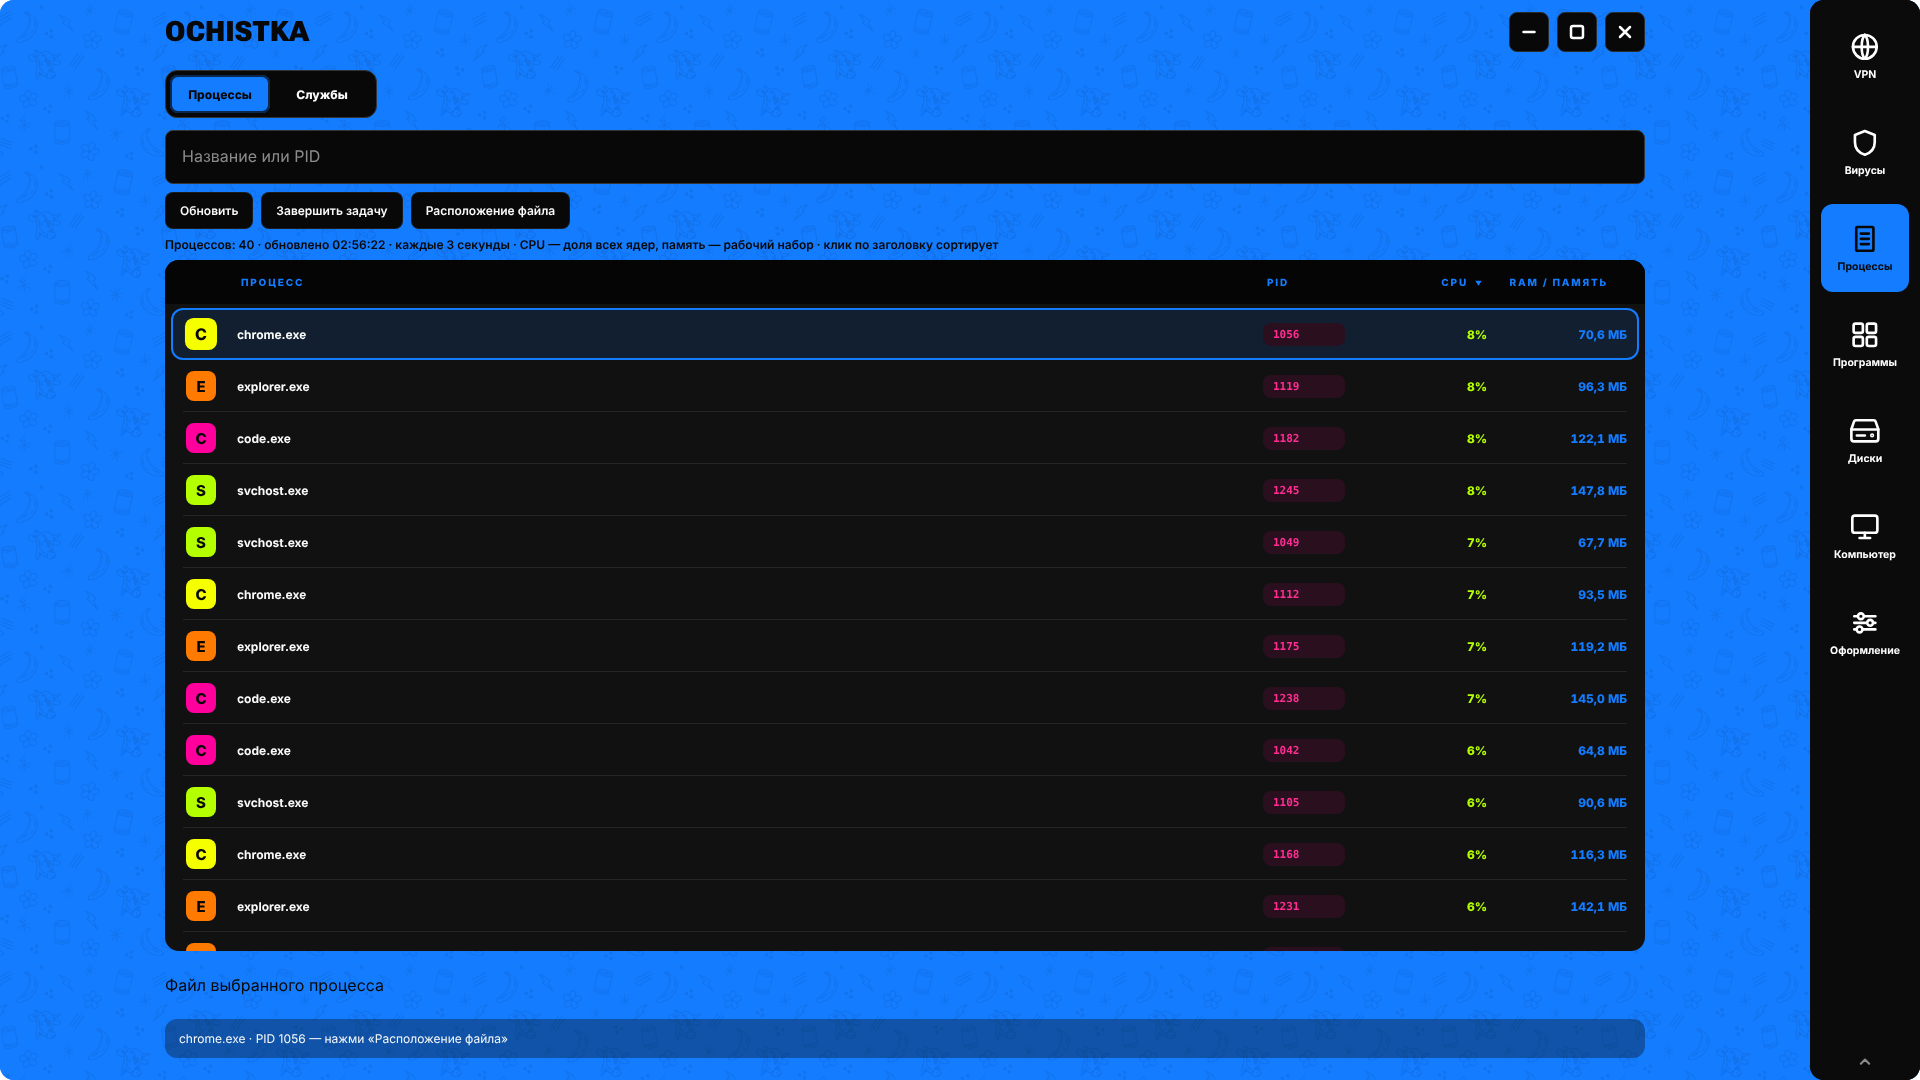 OCHISTKA
Процессы Службы
Название или PID
Обновить Завершить задачу Расположение файла
Процессов: 40 · обновлено 02:56:22 · каждые 3 секунды · CPU — доля всех ядер, память — рабочий набор · клик по заголовку сортирует
ПРОЦЕСС PID CPU ▼ RAM / ПАМЯТЬ
C chrome.exe 1056 8% 70,6 МБ
E explorer.exe 1119 8% 96,3 МБ
C code.exe 1182 8% 122,1 МБ
S svchost.exe 1245 8% 147,8 МБ
S svchost.exe 1049 7% 67,7 МБ
C chrome.exe 1112 7% 93,5 МБ
E explorer.exe 1175 7% 119,2 МБ
C code.exe 1238 7% 145,0 МБ
C code.exe 1042 6% 64,8 МБ
S svchost.exe 1105 6% 90,6 МБ
C chrome.exe 1168 6% 116,3 МБ
E explorer.exe 1231 6% 142,1 МБ
Файл выбранного процесса
chrome.exe · PID 1056 — нажми «Расположение файла»
VPN
Вирусы
Процессы
Программы
Диски
Компьютер
Оформление